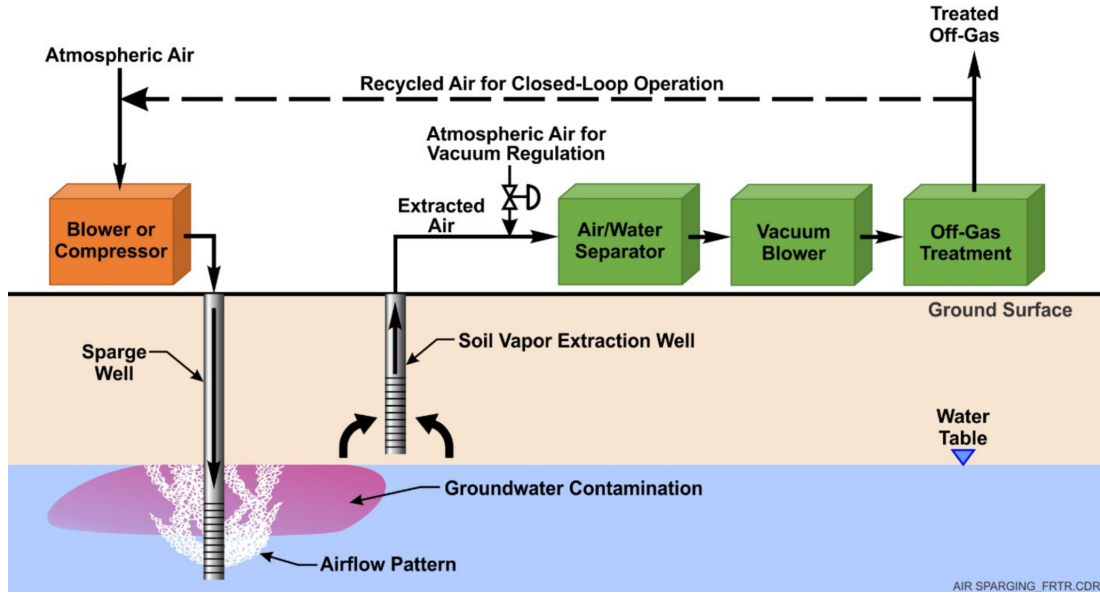 Treated
Off-Gas
Atmospheric Air
Recycled Air for Closed-Loop Operation
Atmospheric Air for
Vacuum Regulation
Extracted
Air
Blower or
Compressor
Air/Water
Separator
Vacuum
Blower
Off-Gas
Treatment
Ground Surface
Sparge
Well
Soil Vapor Extraction Well
Water
Table
Groundwater Contamination
Airflow Pattern
AIR SPARGING_FRTR.CDR